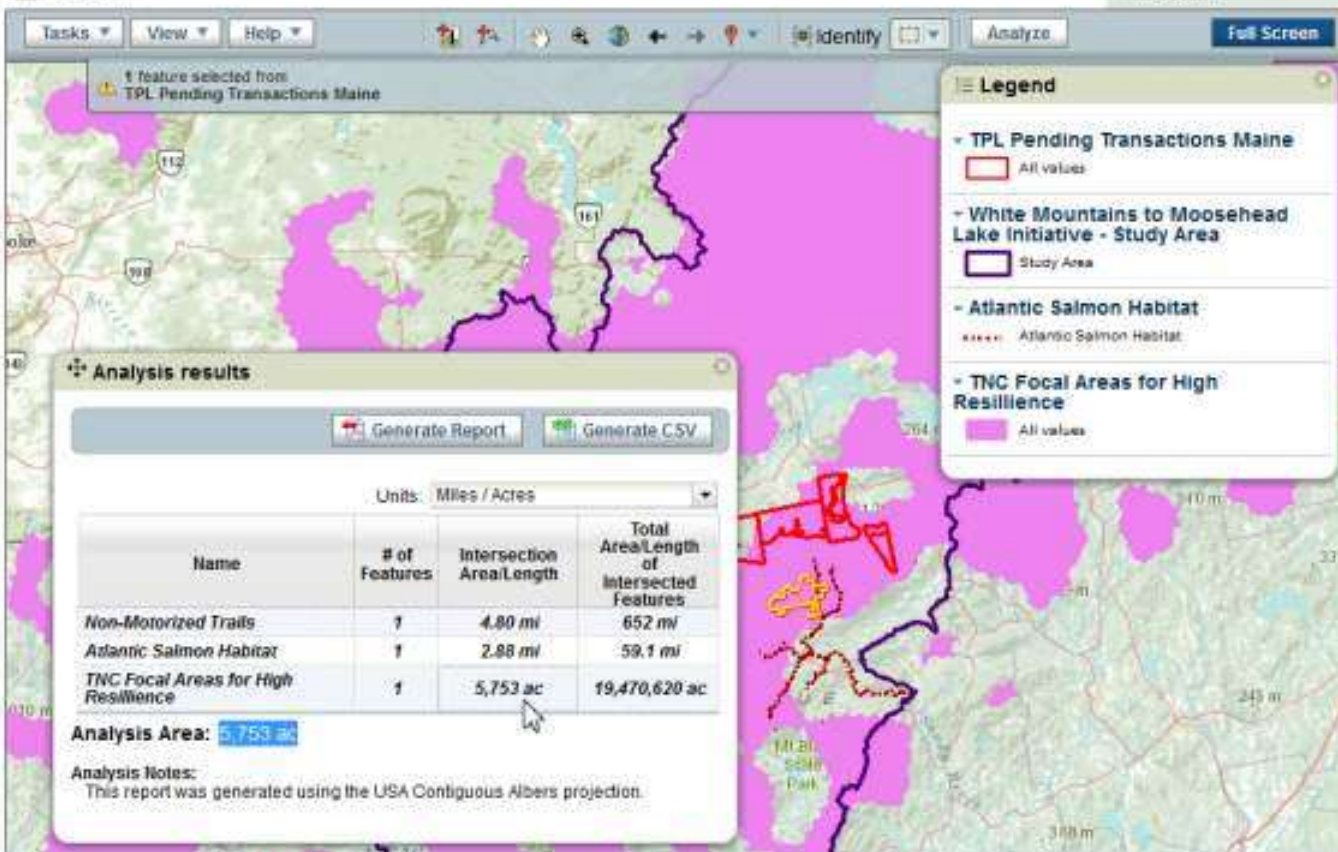 Tasks View Help Identify Analyze Full Screen
1 feature selected from
TPL Pending Transactions Maine
Legend
TPL Pending Transactions Maine
All values
White Mountains to Moosehead
Lake Initiative - Study Area
Study Area
Atlantic Salmon Habitat
Atlantic Salmon Habitat
TNC Focal Areas for High
Resillience
All values
112
161
Analysis results
Generate Report Generate CSV
Units: Miles / Acres
Name
# of
Features
Intersection
Area/Length
Total
Area/Length
of
Intersected
Features
Non-Motorized Trails 1 4.80 mi 652 mi
Atlantic Salmon Habitat 1 2.88 mi 59.1 mi
TNC Focal Areas for High
Resillience 1 5,753 ac 19,470,620 ac
Analysis Area: 5,753 ac
Analysis Notes:
This report was generated using the USA Contiguous Albers projection.
State
Park
245 m
388 m